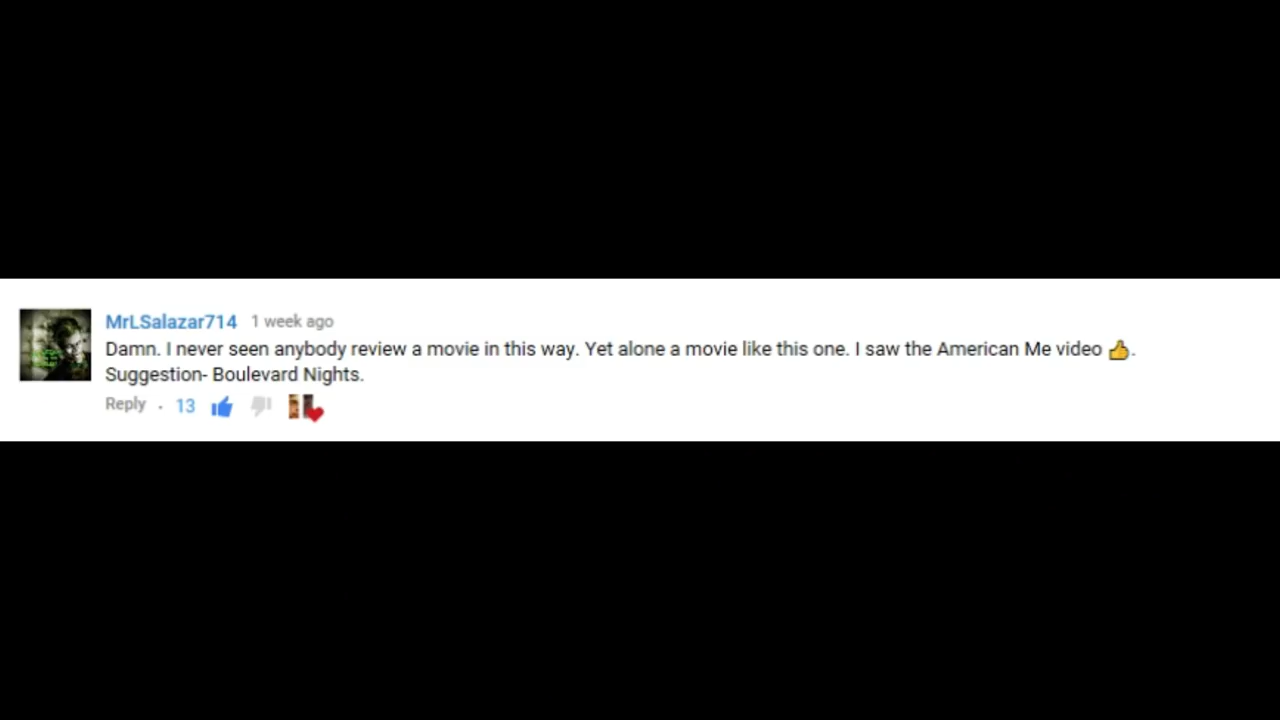 MrLSalazar714 1 week ago
Damn. I never seen anybody review a movie in this way. Yet alone a movie like this one. I saw the American Me video 👍.
Suggestion- Boulevard Nights.
Reply . 13